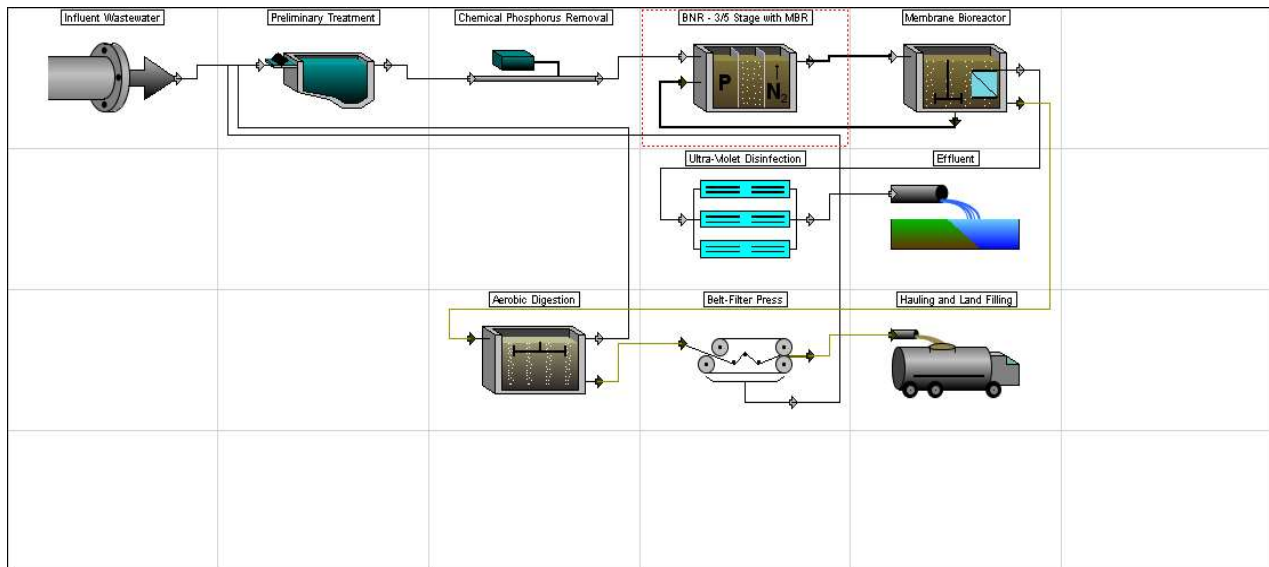 Influent Wastewater
Preliminary Treatment
Chemical Phosphorus Removal
BNR - 3/5 Stage with MBR
Membrane Bioreactor
P
N2
Ultra-Violet Disinfection
Effluent
Aerobic Digestion
Belt-Filter Press
Hauling and Land Filling